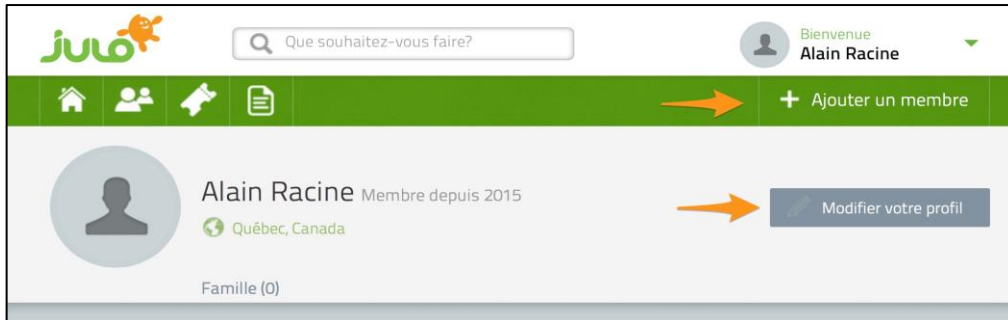 julo
Que souhaitez-vous faire?
Bienvenue
Alain Racine
+ Ajouter un membre
Alain Racine Membre depuis 2015
Québec, Canada
Modifier votre profil
Famille (0)